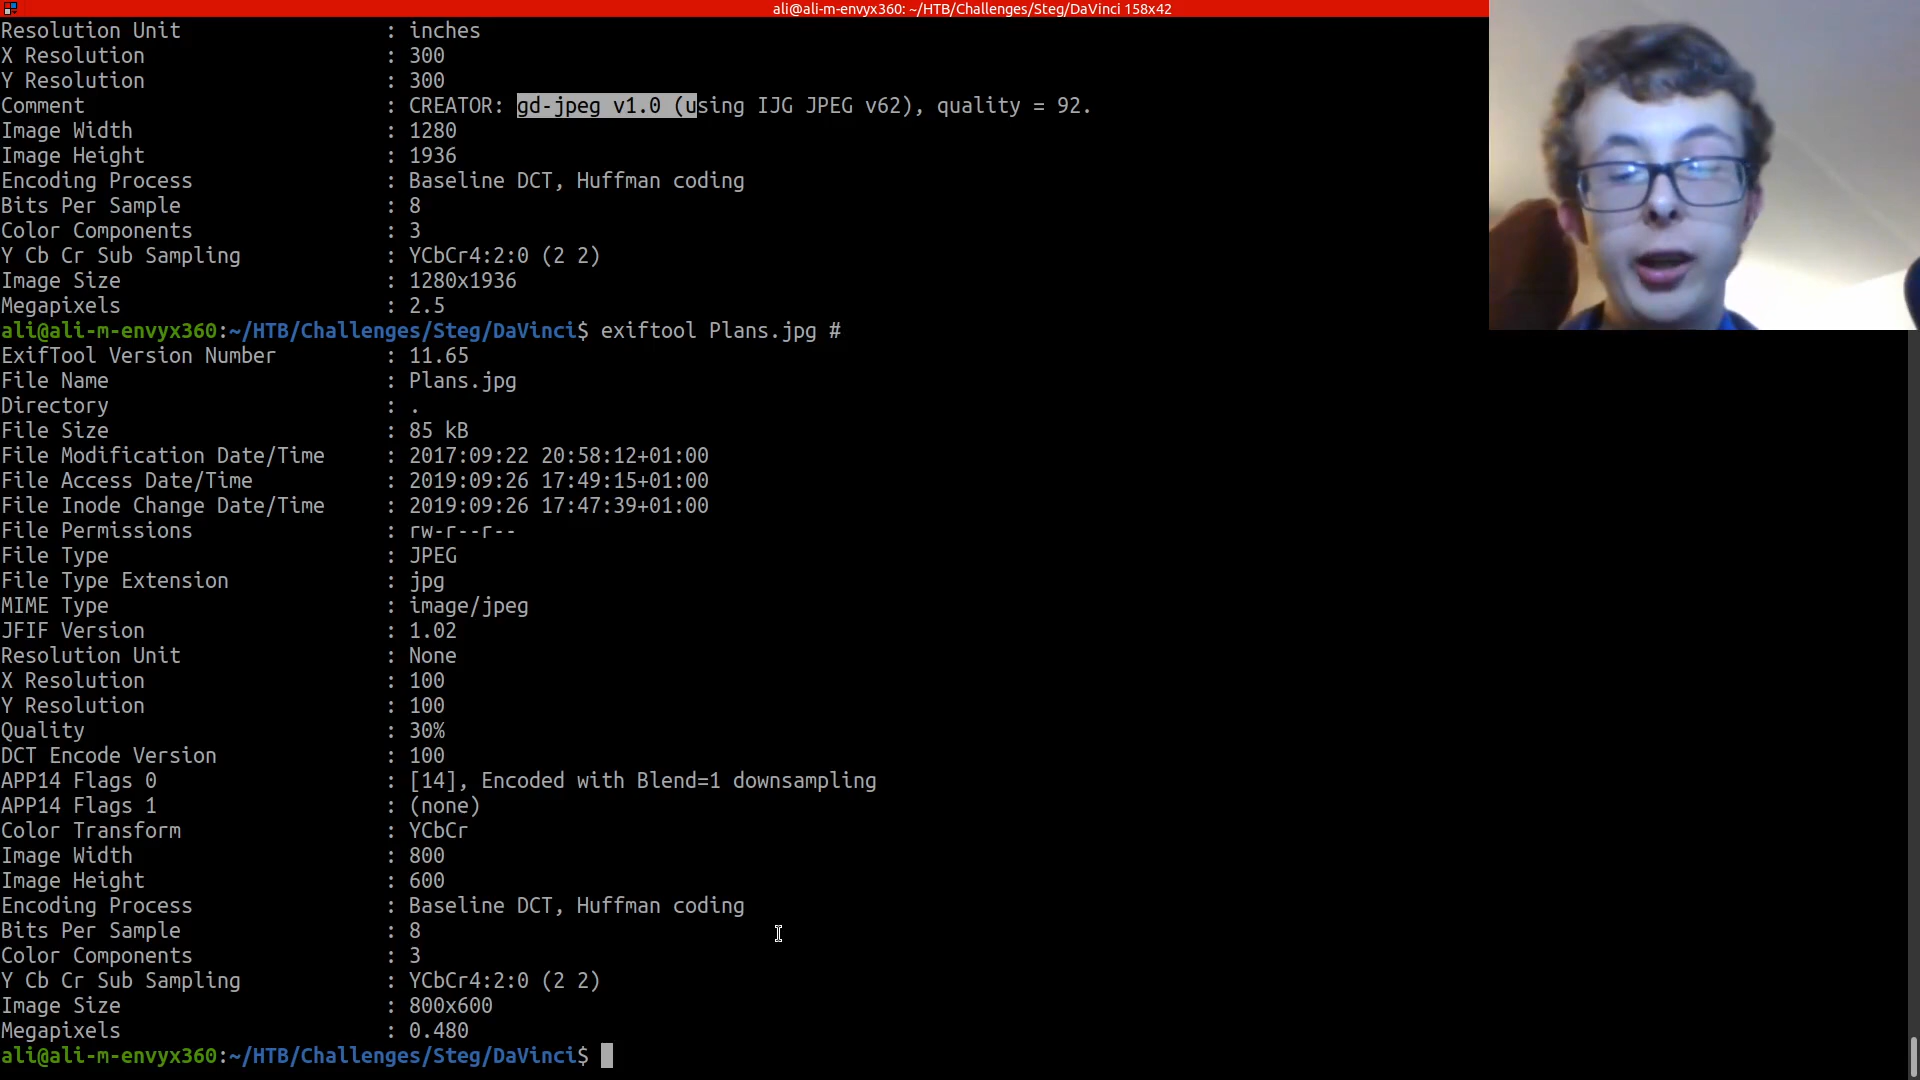 ali@ali-m-envyx360: ~/HTB/Challenges/Steg/DaVinci 158x42
Resolution Unit : inches
X Resolution : 300
Y Resolution : 300
Comment : CREATOR: gd-jpeg v1.0 (using IJG JPEG v62), quality = 92.
Image Width : 1280
Image Height : 1936
Encoding Process : Baseline DCT, Huffman coding
Bits Per Sample : 8
Color Components : 3
Y Cb Cr Sub Sampling : YCbCr4:2:0 (2 2)
Image Size : 1280x1936
Megapixels : 2.5
ali@ali-m-envyx360:~/HTB/Challenges/Steg/DaVinci$ exiftool Plans.jpg #
ExifTool Version Number : 11.65
File Name : Plans.jpg
Directory : .
File Size : 85 kB
File Modification Date/Time : 2017:09:22 20:58:12+01:00
File Access Date/Time : 2019:09:26 17:49:15+01:00
File Inode Change Date/Time : 2019:09:26 17:47:39+01:00
File Permissions : rw-r--r--
File Type : JPEG
File Type Extension : jpg
MIME Type : image/jpeg
JFIF Version : 1.02
Resolution Unit : None
X Resolution : 100
Y Resolution : 100
Quality : 30%
DCT Encode Version : 100
APP14 Flags 0 : [14], Encoded with Blend=1 downsampling
APP14 Flags 1 : (none)
Color Transform : YCbCr
Image Width : 800
Image Height : 600
Encoding Process : Baseline DCT, Huffman coding
Bits Per Sample : 8
Color Components : 3
Y Cb Cr Sub Sampling : YCbCr4:2:0 (2 2)
Image Size : 800x600
Megapixels : 0.480
ali@ali-m-envyx360:~/HTB/Challenges/Steg/DaVinci$